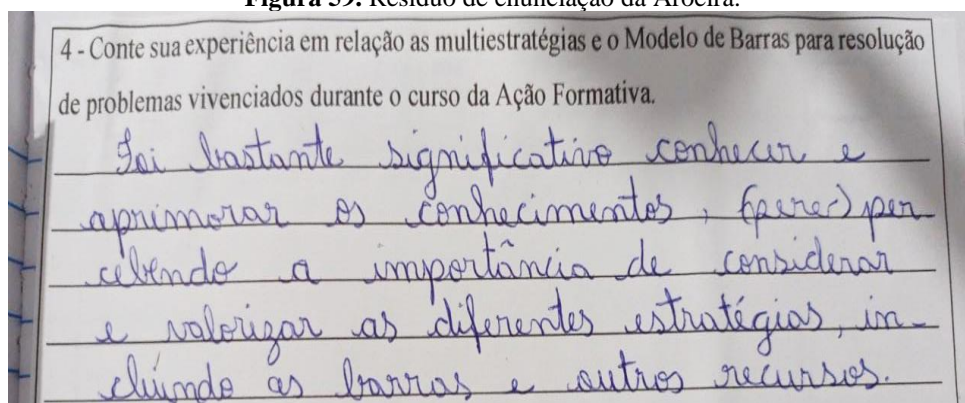 Figura 39. Resíduo de enunciação da Aroeira.
4 - Conte sua experiência em relação as multiestratégias e o Modelo de Barras para resolução
de problemas vivenciados durante o curso da Ação Formativa.
Foi bastante significativo conhecer e
aprimorar os conhecimentos, per
cebendo a importância de considerar
e valorizar as diferentes estratégias, in-
cluindo as barras e outros recursos.